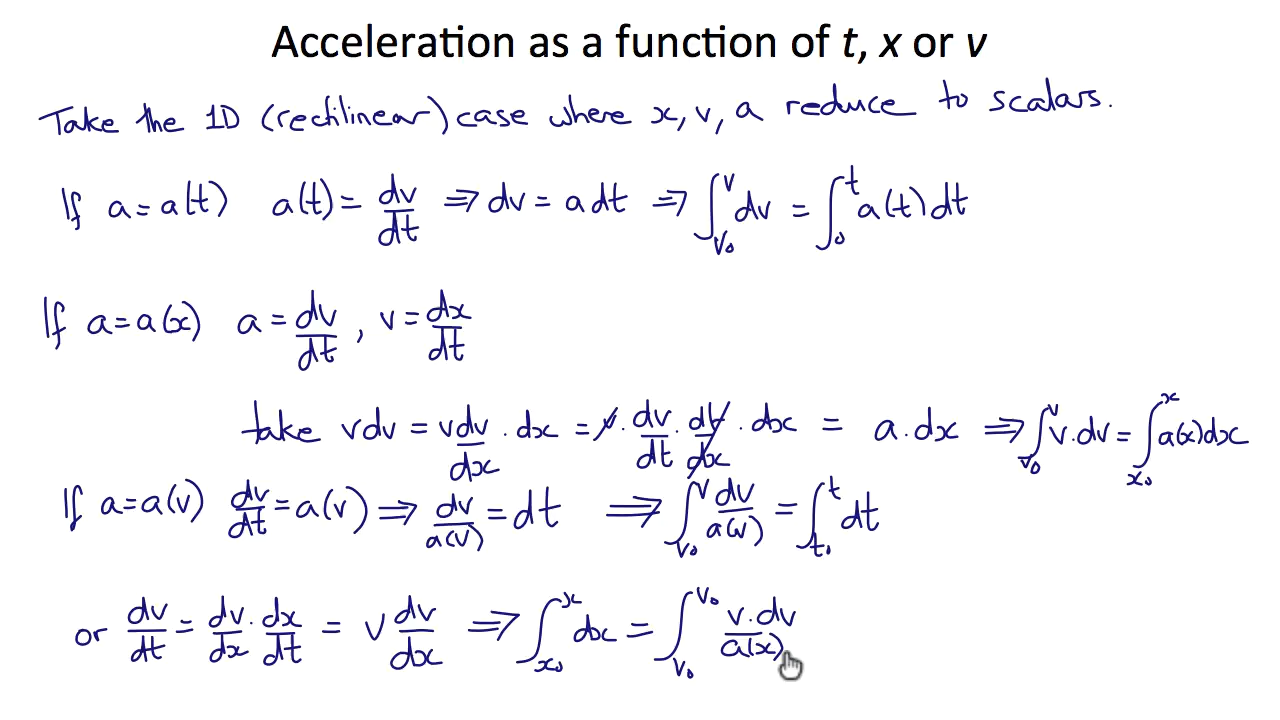 Acceleration as a function of t, x or v
Take the 1D (rectilinear) case where x, v, a reduce to scalars.
If a = a(t)   a(t) = dv/dt ⇒ dv = a dt ⇒ ∫_{v₀}^{v} dv = ∫_{0}^{t} a(t) dt
If a = a(x)   a = dv/dt , v = dx/dt
take vdv = vdv/dx . dx = v . dv/dt . dt/dx . dx = a . dx ⇒ ∫_{v₀}^{v} v . dv = ∫_{x₀}^{x} a(x) dx
If a = a(v)   dv/dt = a(v) ⇒ dv/a(v) = dt ⇒ ∫_{v₀}^{v} dv/a(v) = ∫_{t₀}^{t} dt
or dv/dt = dv/dx . dx/dt = v dv/dx ⇒ ∫_{x₀}^{x} dx = ∫_{v₀}^{v₀} v . dv/a(x)